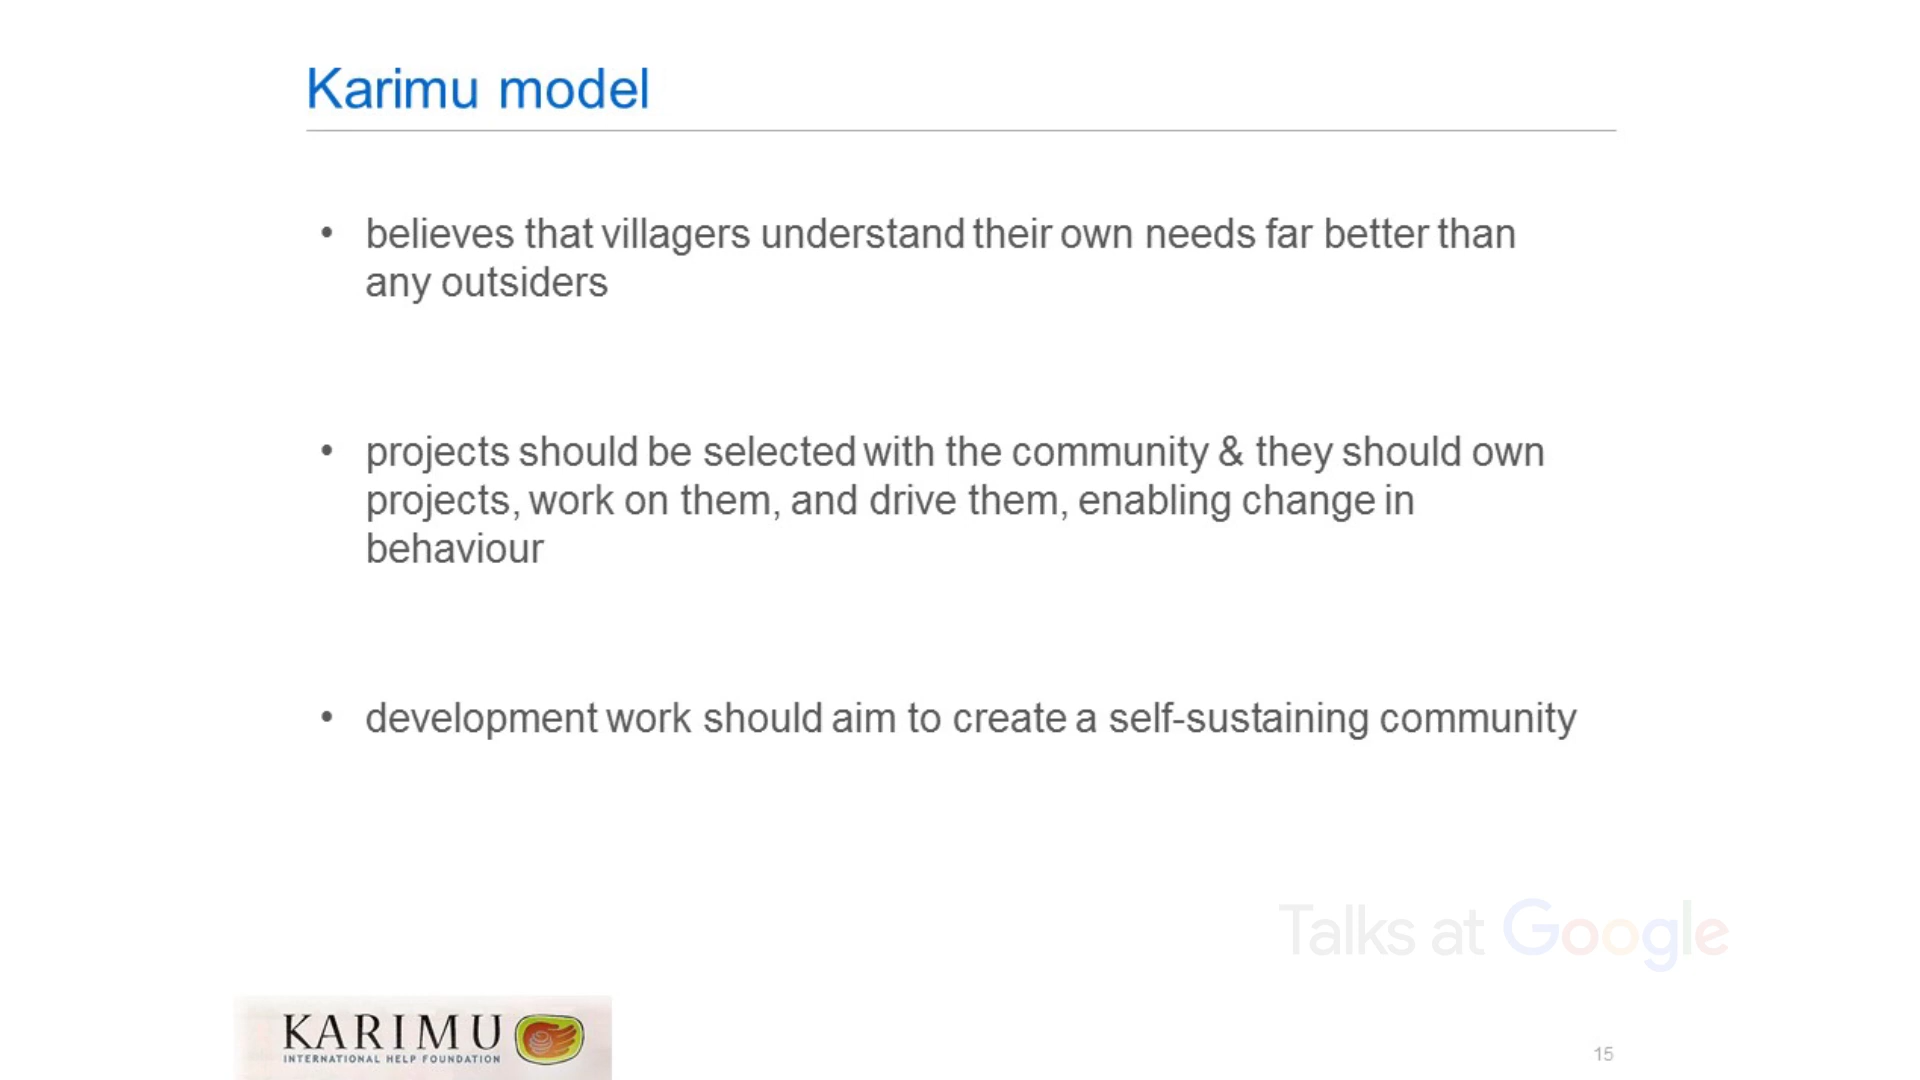 Karimu model
• believes that villagers understand their own needs far better than
any outsiders
• projects should be selected with the community & they should own
projects, work on them, and drive them, enabling change in
behaviour
• development work should aim to create a self-sustaining community
Talks at Google
KARIMU
INTERNATIONAL HELP FOUNDATION
15